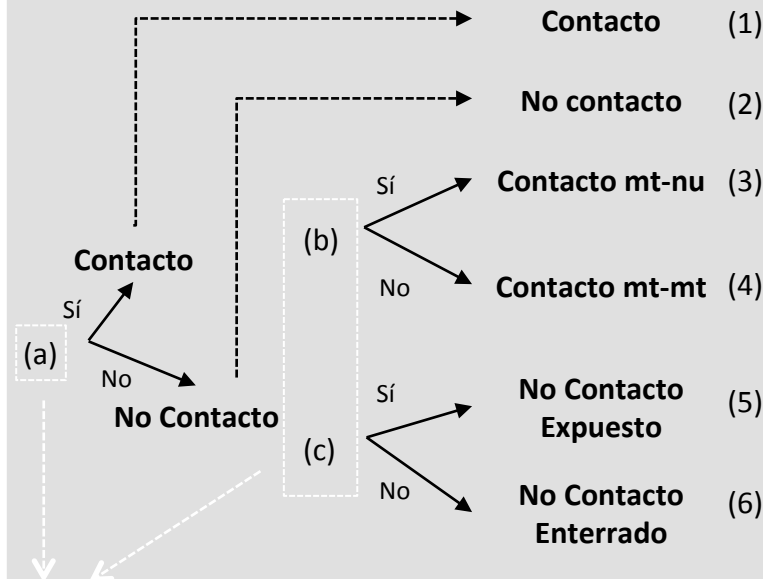 Contacto (1)
No contacto (2)
Sí
Contacto mt-nu (3)
(b)
No
Contacto mt-mt (4)
Contacto
Sí
(a)
No
No Contacto
Sí
No Contacto
Expuesto
(5)
(c)
No
No Contacto
Enterrado
(6)